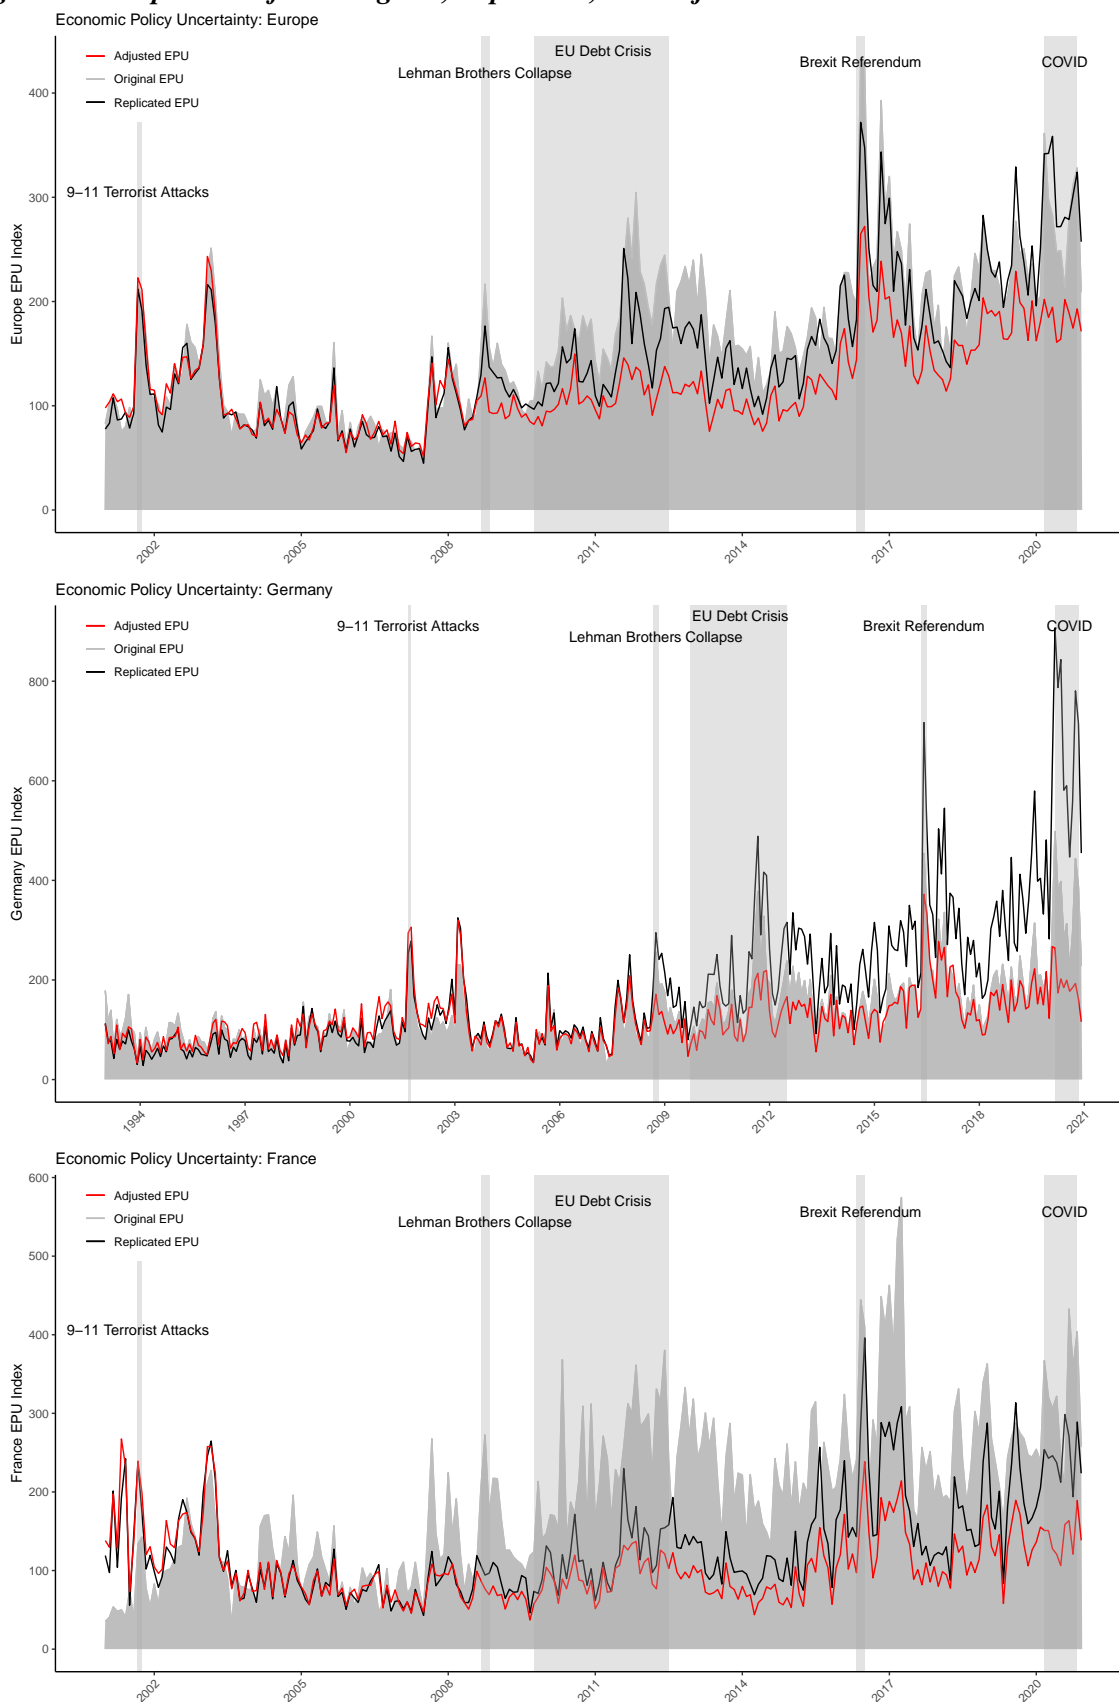 Economic Policy Uncertainty: Europe
Adjusted EPU
Original EPU
Replicated EPU
EU Debt Crisis
Lehman Brothers Collapse
Brexit Referendum
COVID
9–11 Terrorist Attacks
Europe EPU Index
400
300
200
100
0
2002
2005
2008
2011
2014
2017
2020
Economic Policy Uncertainty: Germany
Adjusted EPU
Original EPU
Replicated EPU
9–11 Terrorist Attacks
EU Debt Crisis
Lehman Brothers Collapse
Brexit Referendum
COVID
Germany EPU Index
800
600
400
200
0
1994
1997
2000
2003
2006
2009
2012
2015
2018
2021
Economic Policy Uncertainty: France
Adjusted EPU
Original EPU
Replicated EPU
EU Debt Crisis
Lehman Brothers Collapse
Brexit Referendum
COVID
9–11 Terrorist Attacks
France EPU Index
600
500
400
300
200
100
0
2002
2005
2008
2011
2014
2017
2020